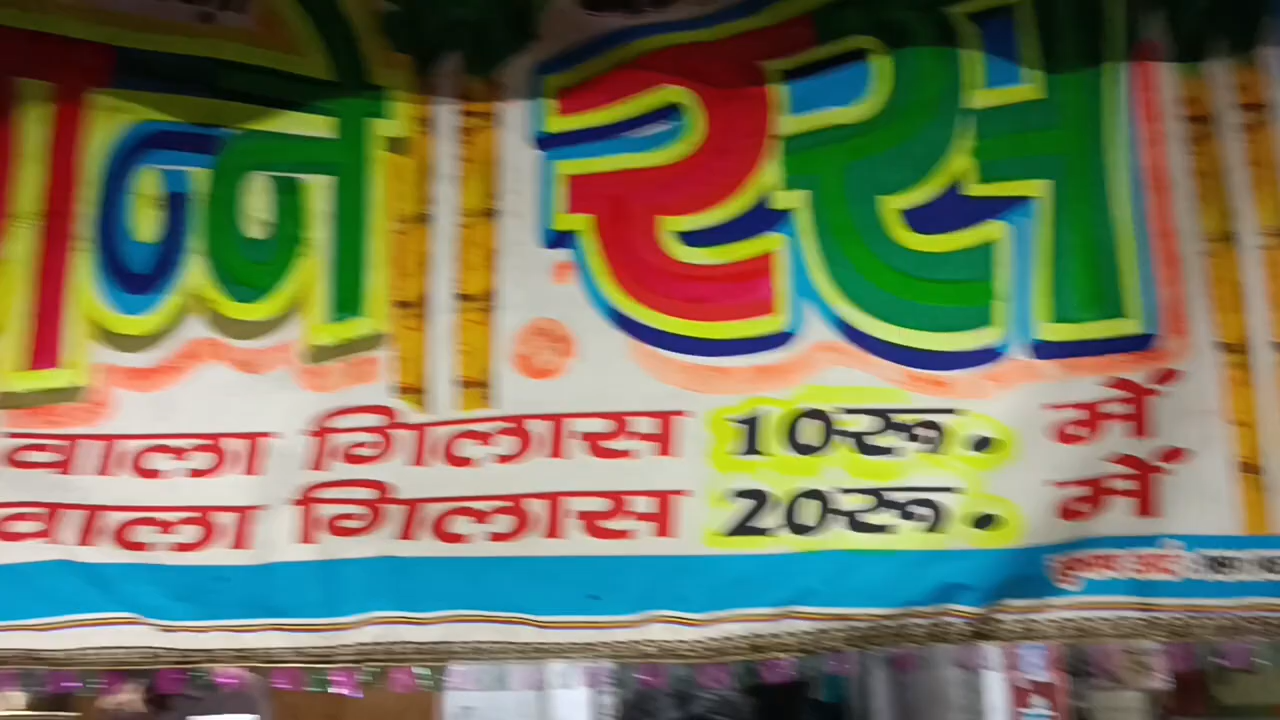 न्ने रस
वाला गिलास 10रू. में
वाला गिलास 20रू. में